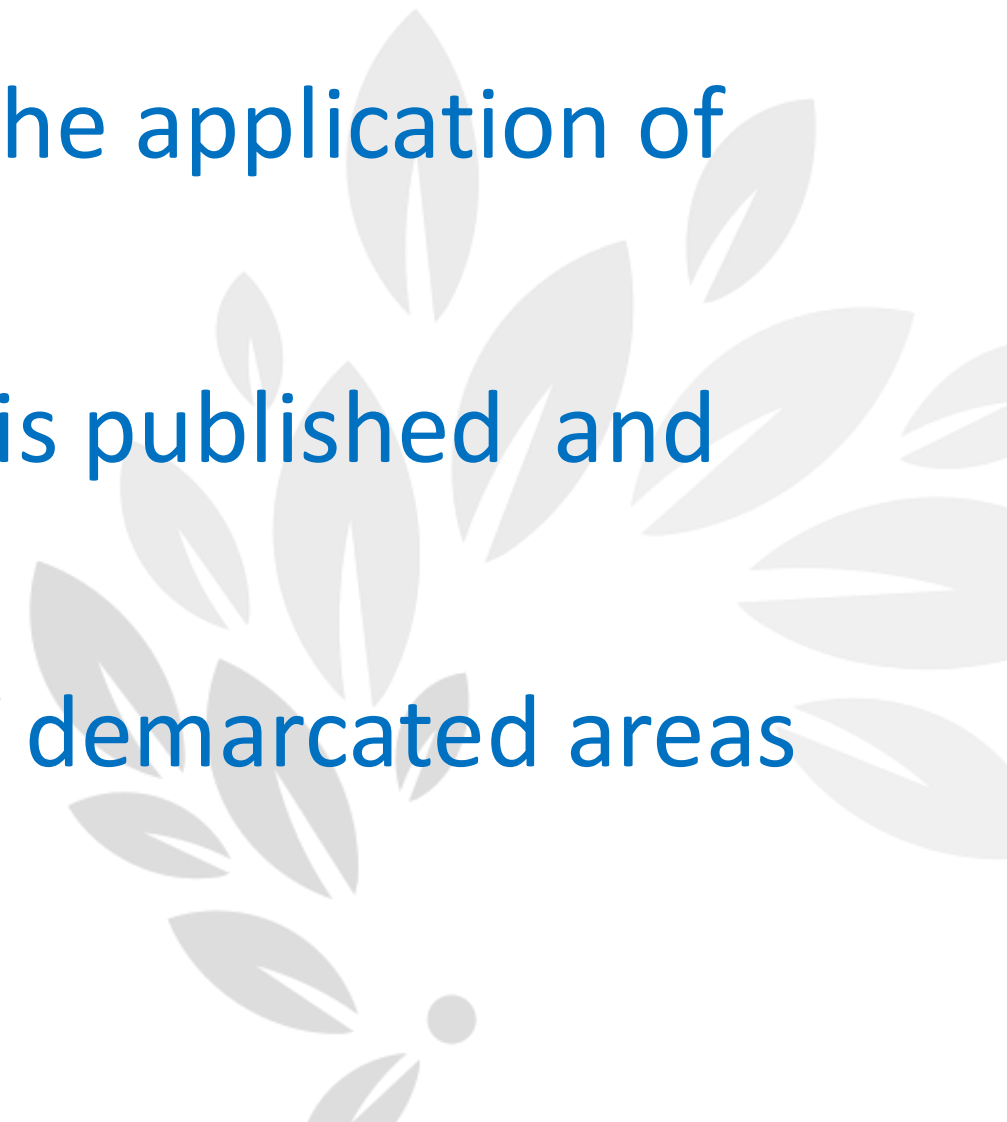 he application of
is published  and
demarcated areas